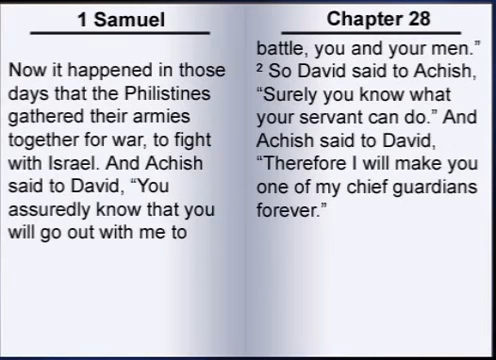 1 Samuel
Now it happened in those
days that the Philistines
gathered their armies
together for war, to fight
with Israel. And Achish
said to David, “You
assuredly know that you
will go out with me to
Chapter 28
battle, you and your men.”
² So David said to Achish,
“Surely you know what
your servant can do.” And
Achish said to David,
“Therefore I will make you
one of my chief guardians
forever.”